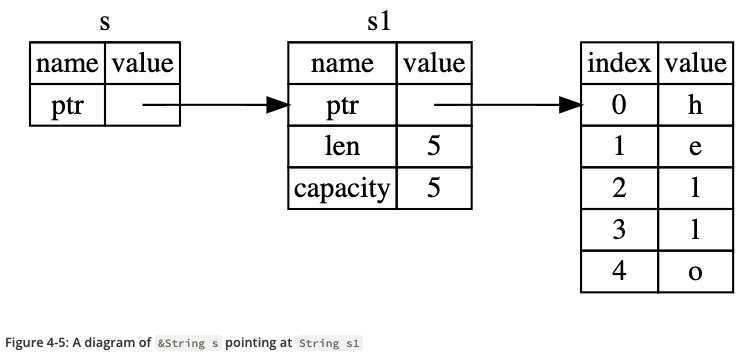 s
name value
ptr
s1
name value
ptr
len 5
capacity 5
index value
0 h
1 e
2 l
3 l
4 o
Figure 4-5: A diagram of &String s pointing at String s1